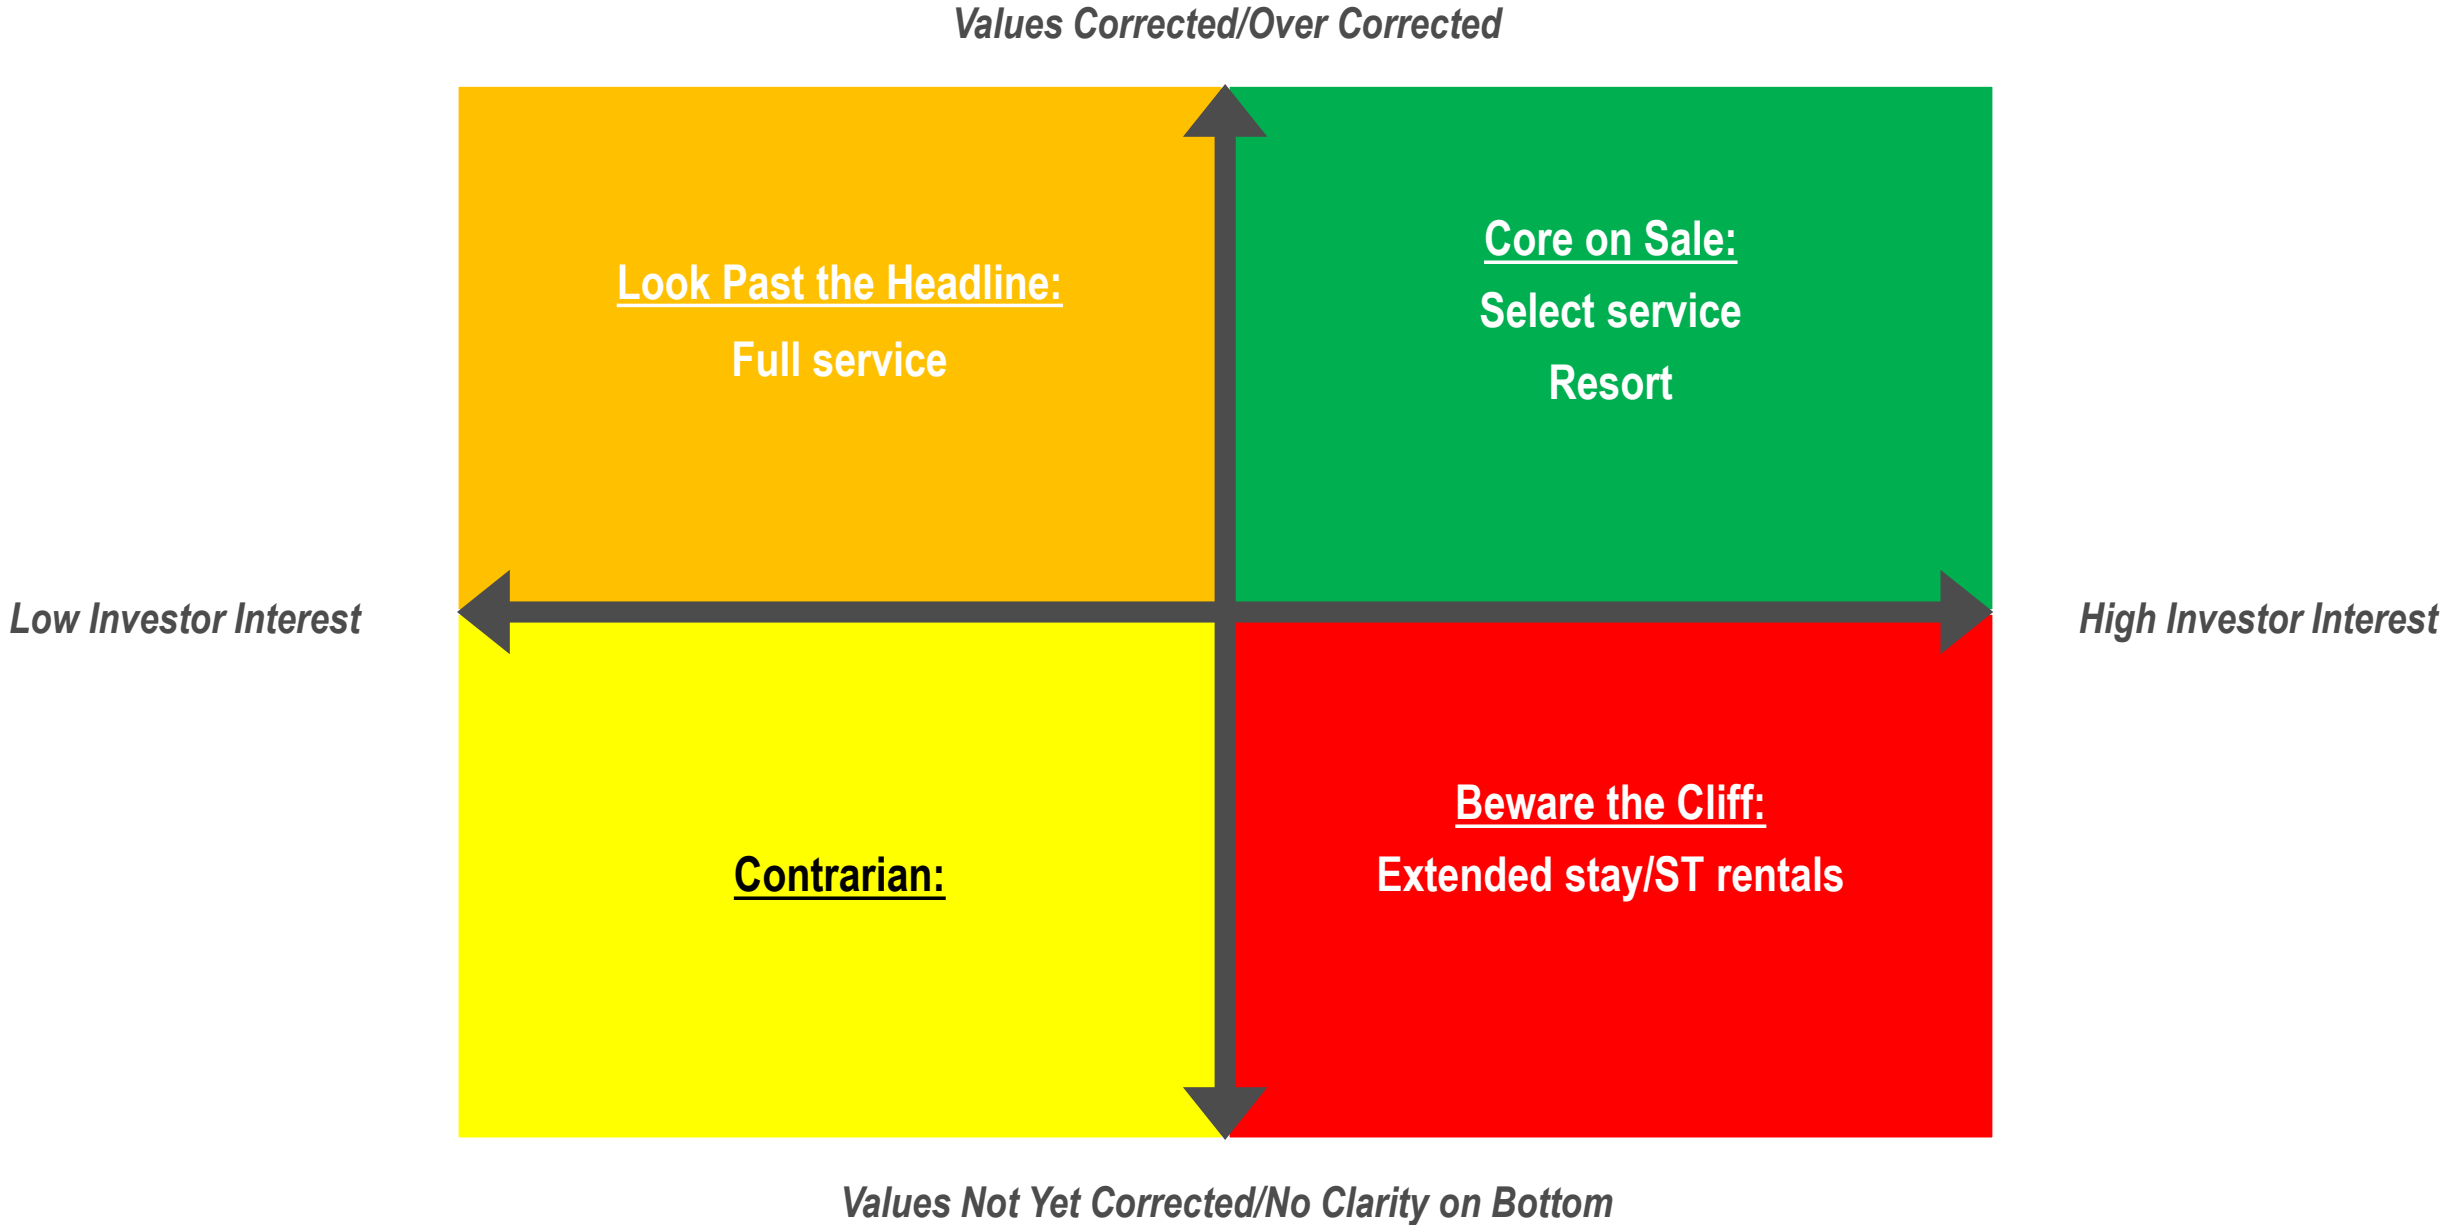 Values Corrected/Over Corrected
Look Past the Headline:
Full service
Core on Sale:
Select service
Resort
Low Investor Interest
High Investor Interest
Contrarian:
Beware the Cliff:
Extended stay/ST rentals
Values Not Yet Corrected/No Clarity on Bottom